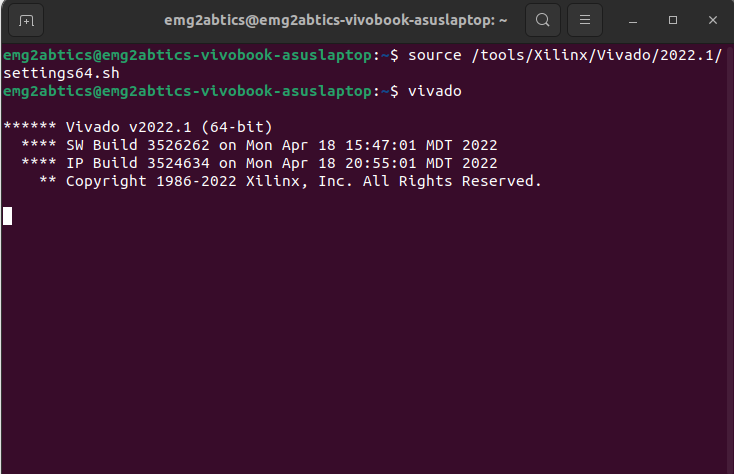 emg2abtics@emg2abtics-vivobook-asuslaptop: ~
emg2abtics@emg2abtics-vivobook-asuslaptop:~$ source /tools/Xilinx/Vivado/2022.1/
settings64.sh
emg2abtics@emg2abtics-vivobook-asuslaptop:~$ vivado
****** Vivado v2022.1 (64-bit)
**** SW Build 3526262 on Mon Apr 18 15:47:01 MDT 2022
**** IP Build 3524634 on Mon Apr 18 20:55:01 MDT 2022
** Copyright 1986-2022 Xilinx, Inc. All Rights Reserved.